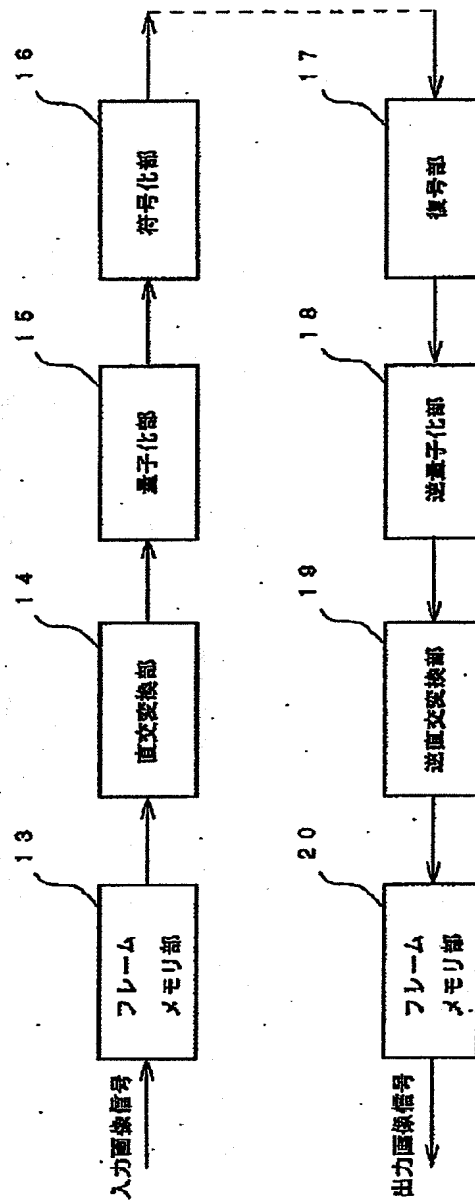 入力画像信号
13
フレーム
メモリ部
14
直交変換部
15
量子化部
16
符号化部
17
復号部
18
逆量子化部
19
逆直交変換部
20
フレーム
メモリ部
出力画像信号